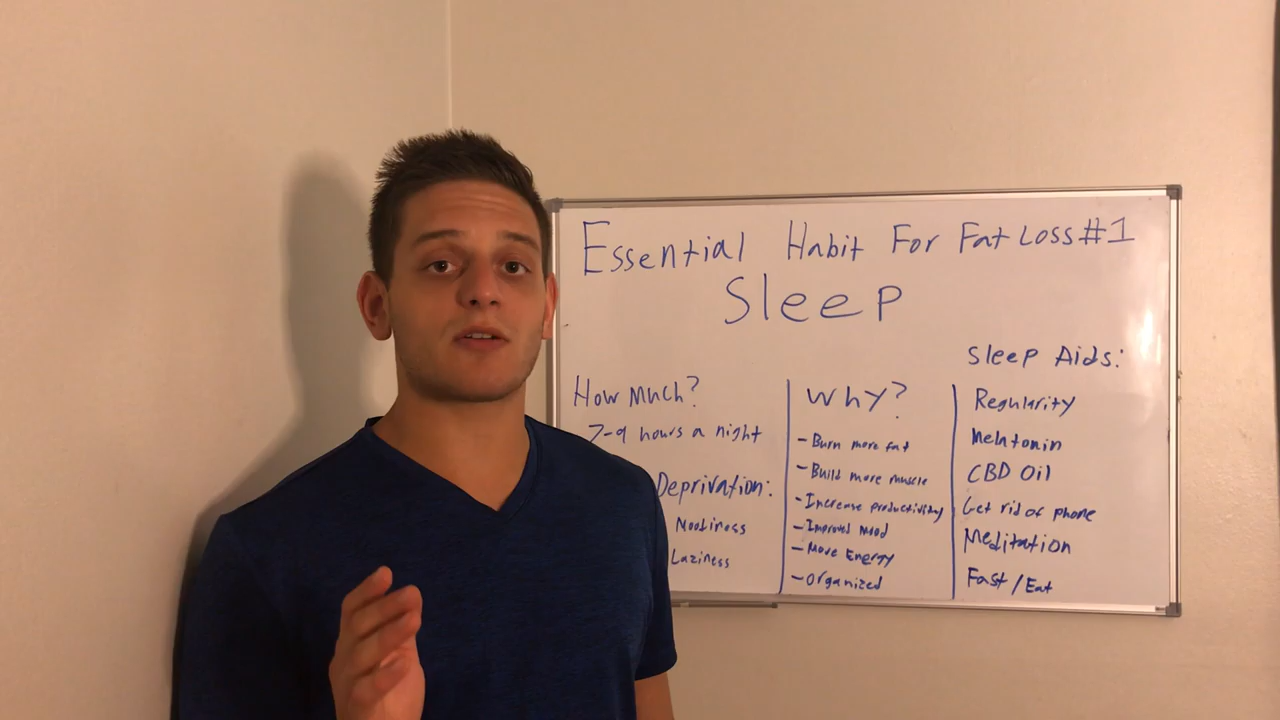 Essential Habit For Fat Loss #1
Sleep
How Much?
7-9 hours a night
Deprivation:
Moodiness
Laziness
Why?
- Burn more fat
- Build more muscle
- Increase productivity
- Improved Mood
- More Energy
- Organized
Sleep Aids:
Regularity
Melatonin
CBD Oil
Get rid of phone
Meditation
Fast / Eat